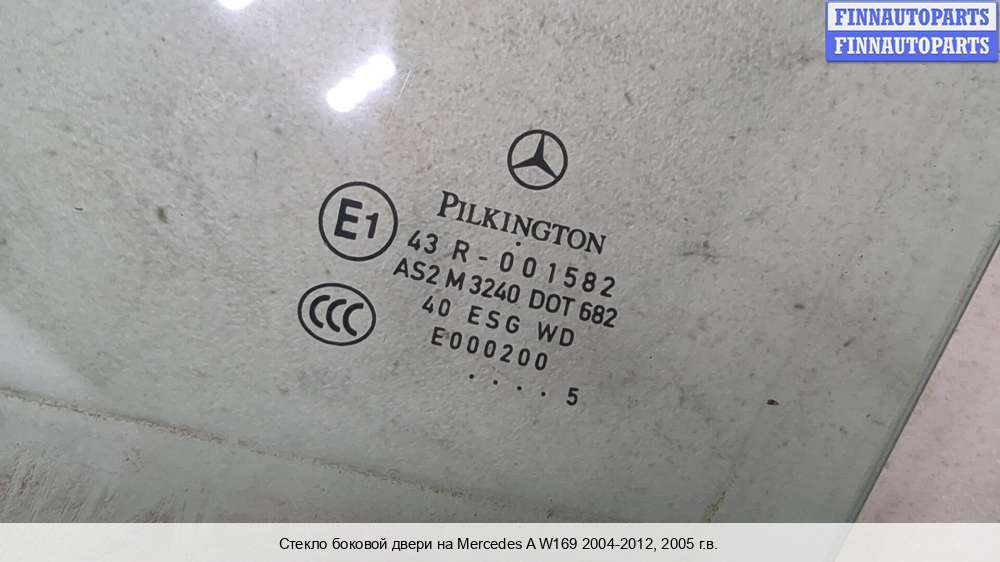 FINNAUTOPARTS
FINNAUTOPARTS
PILKINGTON
E1
43 R - 001582
AS2 M 3240 DOT 682
CCC
40 ESG WD
E000200
. . . . 5
Стекло боковой двери на Mercedes A W169 2004-2012, 2005 г.в.